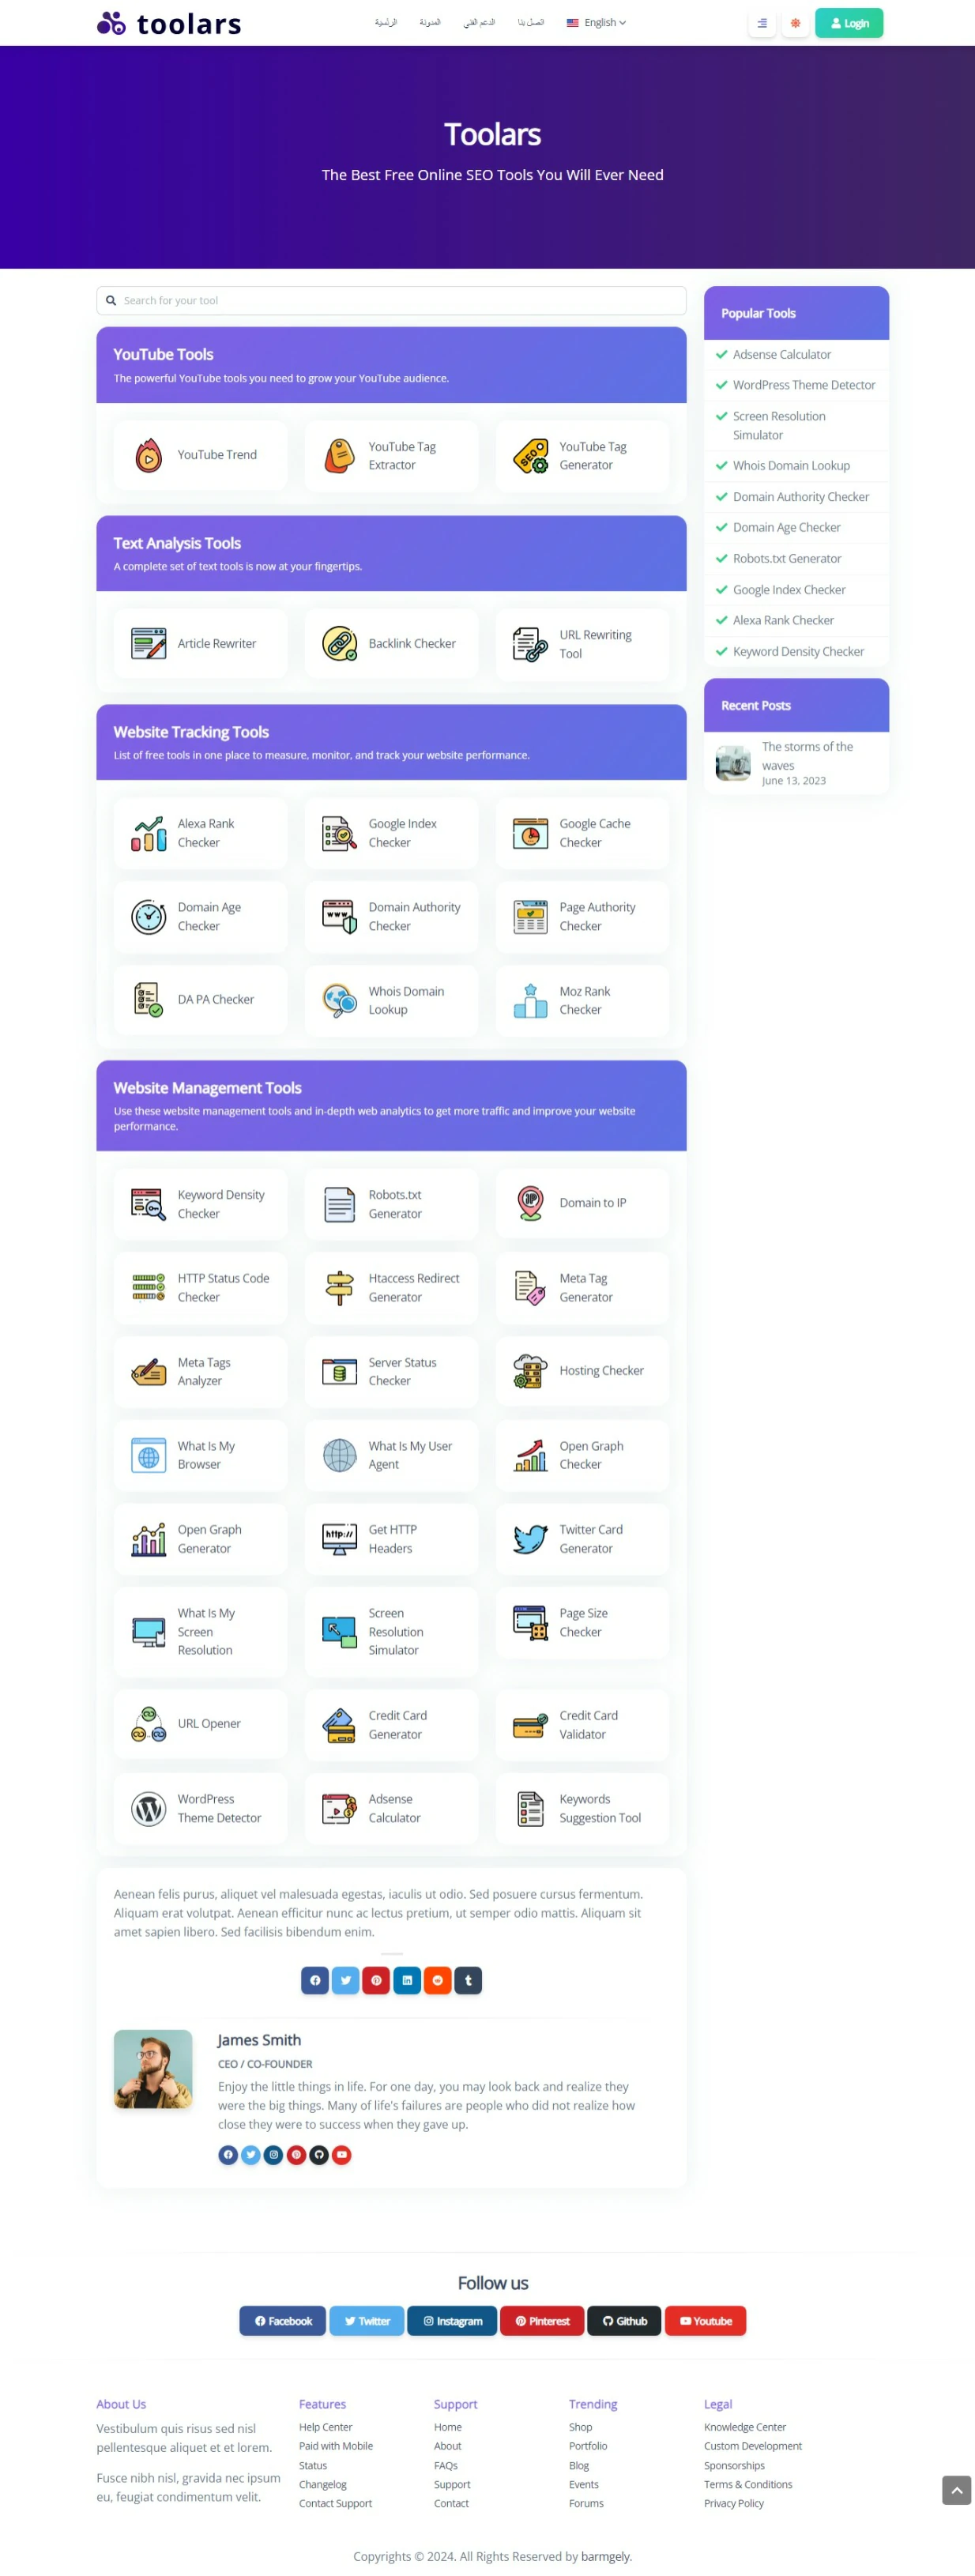 toolars
الرئيسية
المدونة
الدعم الفني
اتصل بنا
English
Login
Toolars
The Best Free Online SEO Tools You Will Ever Need
Search for your tool
YouTube Tools
The powerful YouTube tools you need to grow your YouTube audience.
YouTube Trend
YouTube Tag
Extractor
SEO
YouTube Tag
Generator
Text Analysis Tools
A complete set of text tools is now at your fingertips.
Article Rewriter
Backlink Checker
URL Rewriting
Tool
Website Tracking Tools
List of free tools in one place to measure, monitor, and track your website performance.
Alexa Rank
Checker
Google Index
Checker
Google Cache
Checker
Domain Age
Checker
www
Domain Authority
Checker
Page Authority
Checker
DA PA Checker
Whois Domain
Lookup
Moz Rank
Checker
Website Management Tools
Use these website management tools and in-depth web analytics to get more traffic and improve your website
performance.
Keyword Density
Checker
Robots.txt
Generator
IP
Domain to IP
HTTP Status Code
Checker
Htaccess Redirect
Generator
Meta Tag
Generator
Meta Tags
Analyzer
Server Status
Checker
Hosting Checker
What Is My
Browser
What Is My User
Agent
Open Graph
Checker
Open Graph
Generator
http://
Get HTTP
Headers
Twitter Card
Generator
What Is My
Screen
Resolution
Screen
Resolution
Simulator
Page Size
Checker
URL Opener
Credit Card
Generator
Credit Card
Validator
WordPress
Theme Detector
Adsense
Calculator
Keywords
Suggestion Tool
Popular Tools
Adsense Calculator
WordPress Theme Detector
Screen Resolution
Simulator
Whois Domain Lookup
Domain Authority Checker
Domain Age Checker
Robots.txt Generator
Google Index Checker
Alexa Rank Checker
Keyword Density Checker
Recent Posts
The storms of the
waves
June 13, 2023
Aenean felis purus, aliquet vel malesuada egestas, iaculis ut odio. Sed posuere cursus fermentum.
Aliquam erat volutpat. Aenean efficitur nunc ac lectus pretium, ut semper odio mattis. Aliquam sit
amet sapien libero. Sed facilisis bibendum enim.
James Smith
CEO / CO-FOUNDER
Enjoy the little things in life. For one day, you may look back and realize they
were the big things. Many of life's failures are people who did not realize how
close they were to success when they gave up.
Follow us
Facebook
Twitter
Instagram
Pinterest
Github
Youtube
About Us
Vestibulum quis risus sed nisl
pellentesque aliquet et et lorem.
Fusce nibh nisl, gravida nec ipsum
eu, feugiat condimentum velit.
Features
Help Center
Paid with Mobile
Status
Changelog
Contact Support
Support
Home
About
FAQs
Support
Contact
Trending
Shop
Portfolio
Blog
Events
Forums
Legal
Knowledge Center
Custom Development
Sponsorships
Terms & Conditions
Privacy Policy
Copyrights © 2024. All Rights Reserved by barmgely.